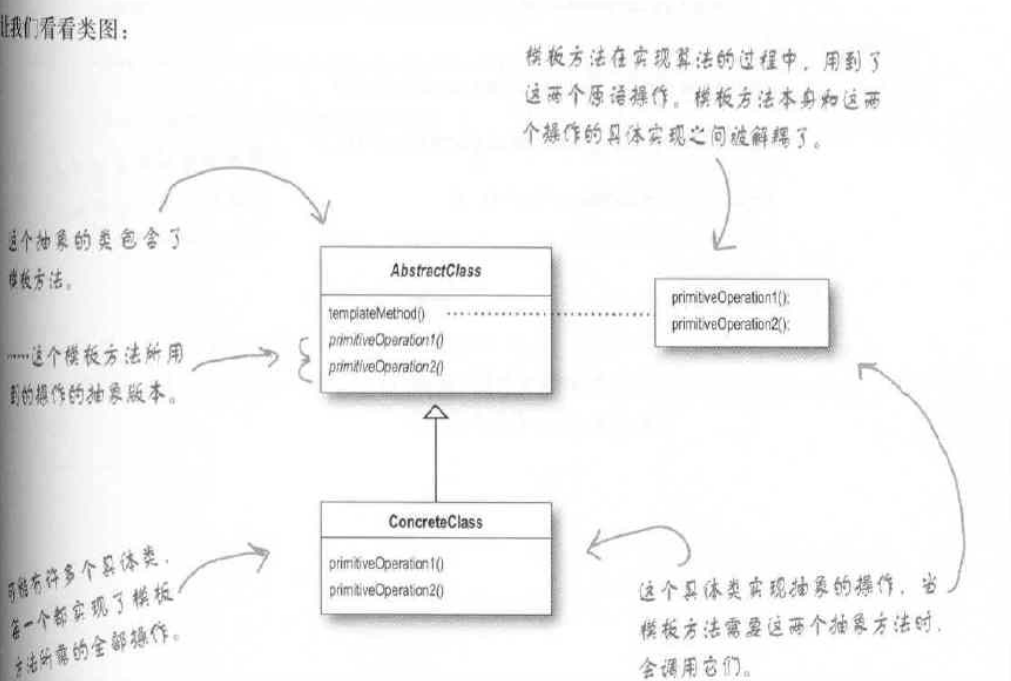 让我们看看类图：
模板方法在实现算法的过程中，用到了
这两个原语操作。模板方法本身和这两
个操作的具体实现之间被解耦了。
这个抽象的类包含了
模板方法。
AbstractClass
templateMethod()
primitiveOperation1()
primitiveOperation2()
primitiveOperation1();
primitiveOperation2();
……这个模板方法所用
到的操作的抽象版本。
ConcreteClass
primitiveOperation1()
primitiveOperation2()
可能有许多个具体类，
每一个都实现了模板
方法所需的全部操作。
这个具体类实现抽象的操作，当
模板方法需要这两个抽象方法时，
会调用它们。